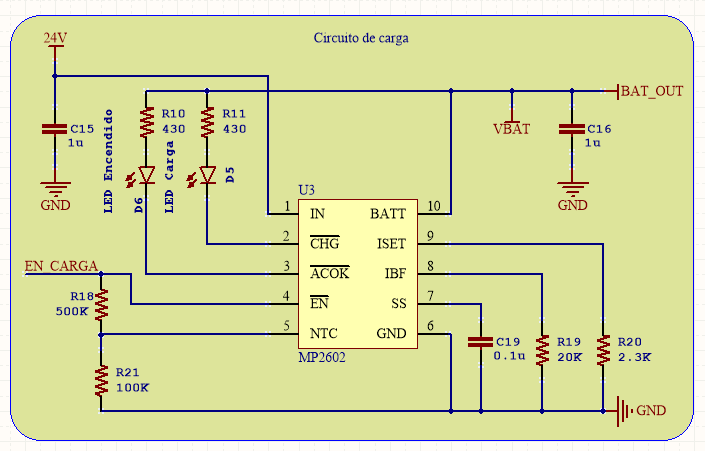 Circuito de carga
24V
C15
1u
GND
LED Encendido
D6
R10
430
LED Carga
R11
430
D5
BAT_OUT
VBAT
C16
1u
GND
U3
1 IN BATT 10
2 CHG ISET 9
3 ACOK IBF 8
4 EN SS 7
5 NTC GND 6
MP2602
EN_CARGA
R18
500K
R21
100K
C19
0.1u
R19
20K
R20
2.3K
GND